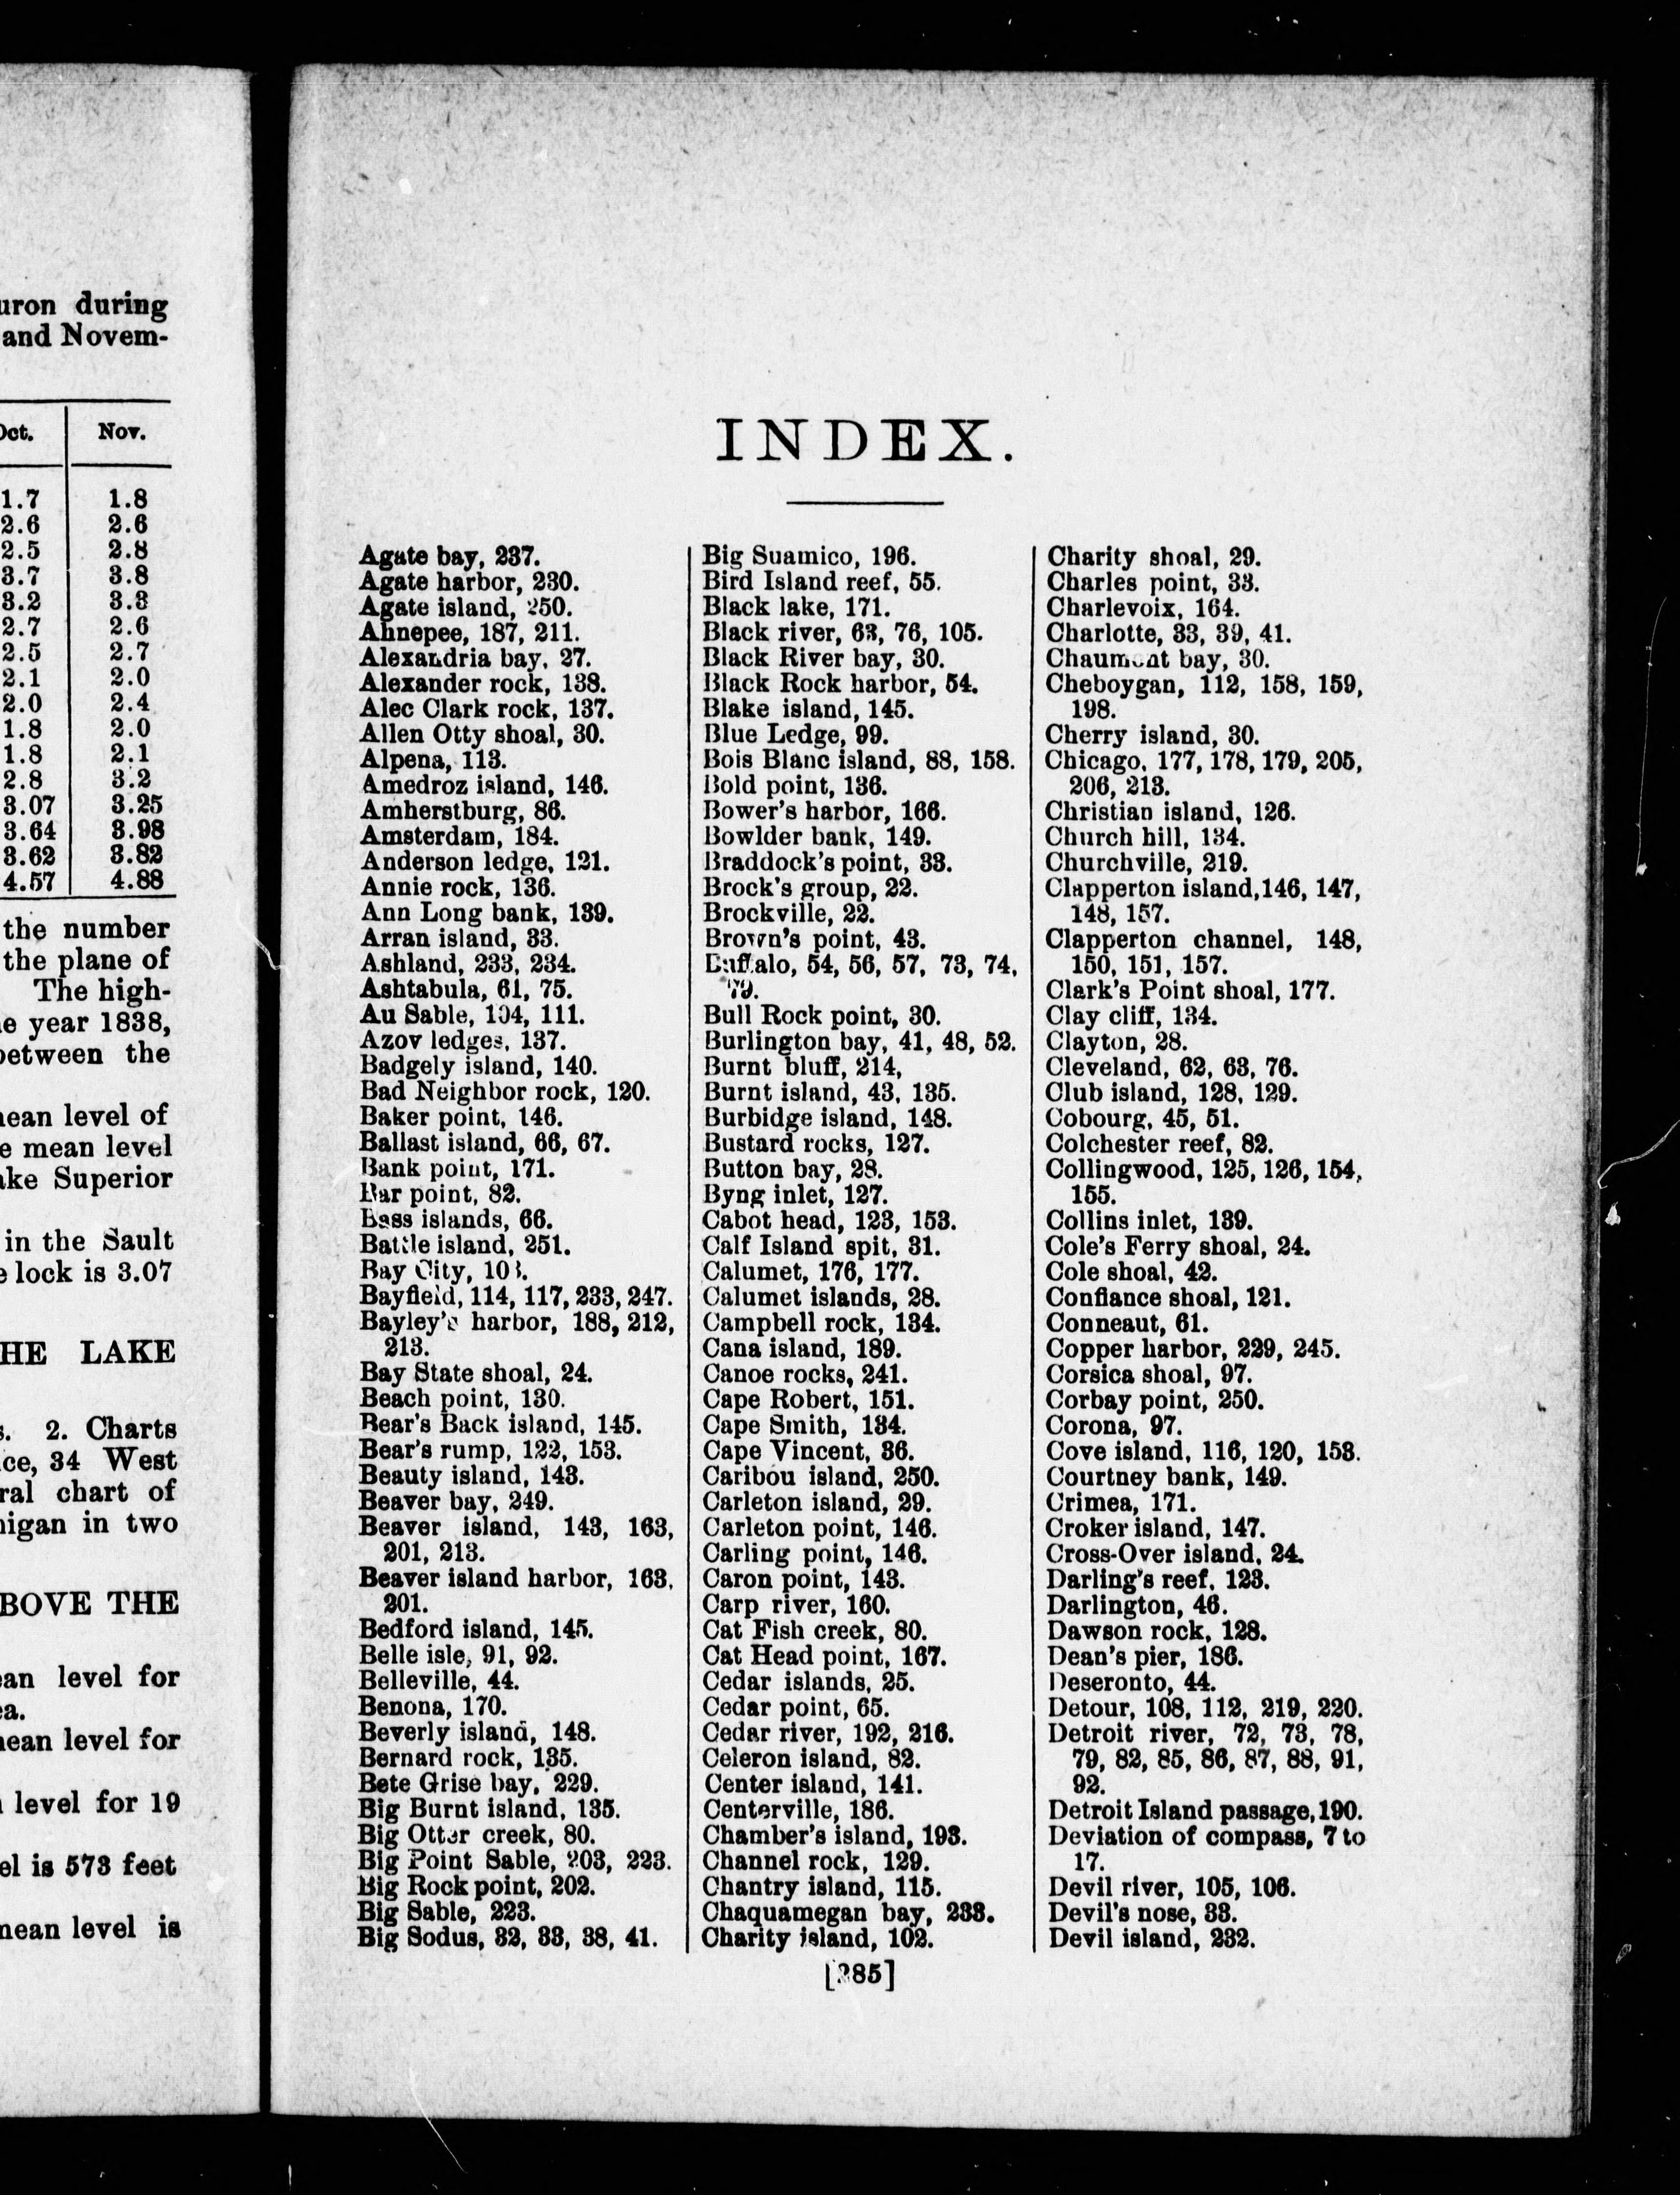 uron during
and Novem-
Oct. Nov.
1.7 1.8
2.6 2.6
2.5 2.8
3.7 3.8
3.2 3.3
2.7 2.6
2.5 2.7
2.1 2.0
2.0 2.4
1.8 2.0
1.8 2.1
2.8 3.2
3.07 3.25
3.64 3.98
3.62 3.82
4.57 4.88
the number
the plane of
The high-
e year 1838,
between the
ean level of
e mean level
ke Superior
in the Sault
lock is 3.07
HE LAKE
s. 2. Charts
ce, 34 West
ral chart of
igan in two
BOVE THE
an level for
a.
ean level for
level for 19
el is 573 feet
mean level is
INDEX.
Agate bay, 237.
Agate harbor, 230.
Agate island, 250.
Ahnepee, 187, 211.
Alexandria bay, 27.
Alexander rock, 138.
Alec Clark rock, 137.
Allen Otty shoal, 30.
Alpena, 113.
Amedroz island, 146.
Amherstburg, 86.
Amsterdam, 184.
Anderson ledge, 121.
Annie rock, 136.
Ann Long bank, 139.
Arran island, 33.
Ashland, 233, 234.
Ashtabula, 61, 75.
Au Sable, 104, 111.
Azov ledges, 137.
Badgely island, 140.
Bad Neighbor rock, 120.
Baker point, 146.
Ballast island, 66, 67.
Bank point, 171.
Bar point, 82.
Bass islands, 66.
Battle island, 251.
Bay City, 103.
Bayfield, 114, 117, 233, 247.
Bayley's harbor, 188, 212,
213.
Bay State shoal, 24.
Beach point, 130.
Bear's Back island, 145.
Bear's rump, 122, 153.
Beauty island, 143.
Beaver bay, 249.
Beaver island, 143, 163,
201, 213.
Beaver island harbor, 163,
201.
Bedford island, 145.
Belle isle, 91, 92.
Belleville, 44.
Benona, 170.
Beverly island, 148.
Bernard rock, 135.
Bete Grise bay, 229.
Big Burnt island, 135.
Big Otter creek, 80.
Big Point Sable, 203, 223.
Big Rock point, 202.
Big Sable, 223.
Big Sodus, 32, 33, 38, 41.
Big Suamico, 196.
Bird Island reef, 55.
Black lake, 171.
Black river, 63, 76, 105.
Black River bay, 30.
Black Rock harbor, 54.
Blake island, 145.
Blue Ledge, 99.
Bois Blanc island, 88, 158.
Bold point, 136.
Bower's harbor, 166.
Bowlder bank, 149.
Braddock's point, 33.
Brock's group, 22.
Brockville, 22.
Brown's point, 43.
Buffalo, 54, 56, 57, 73, 74,
79.
Bull Rock point, 30.
Burlington bay, 41, 48, 52.
Burnt bluff, 214,
Burnt island, 43, 135.
Burbidge island, 148.
Bustard rocks, 127.
Button bay, 28.
Byng inlet, 127.
Cabot head, 123, 153.
Calf Island spit, 31.
Calumet, 176, 177.
Calumet islands, 28.
Campbell rock, 134.
Cana island, 189.
Canoe rocks, 241.
Cape Robert, 151.
Cape Smith, 134.
Cape Vincent, 36.
Caribou island, 250.
Carleton island, 29.
Carleton point, 146.
Carling point, 146.
Caron point, 143.
Carp river, 160.
Cat Fish creek, 80.
Cat Head point, 167.
Cedar islands, 25.
Cedar point, 65.
Cedar river, 192, 216.
Celeron island, 82.
Center island, 141.
Centerville, 186.
Chamber's island, 193.
Channel rock, 129.
Chantry island, 115.
Chaquamegan bay, 233.
Charity island, 102.
Charity shoal, 29.
Charles point, 33.
Charlevoix, 164.
Charlotte, 33, 39, 41.
Chaumont bay, 30.
Cheboygan, 112, 158, 159,
198.
Cherry island, 30.
Chicago, 177, 178, 179, 205,
206, 213.
Christian island, 126.
Church hill, 134.
Churchville, 219.
Clapperton island, 146, 147,
148, 157.
Clapperton channel, 148,
150, 151, 157.
Clark's Point shoal, 177.
Clay cliff, 134.
Clayton, 28.
Cleveland, 62, 63, 76.
Club island, 128, 129.
Cobourg, 45, 51.
Colchester reef, 82.
Collingwood, 125, 126, 154,
155.
Collins inlet, 139.
Cole's Ferry shoal, 24.
Cole shoal, 42.
Confiance shoal, 121.
Conneaut, 61.
Copper harbor, 229, 245.
Corsica shoal, 97.
Corbay point, 250.
Corona, 97.
Cove island, 116, 120, 153.
Courtney bank, 149.
Crimea, 171.
Croker island, 147.
Cross-Over island, 24.
Darling's reef, 123.
Darlington, 46.
Dawson rock, 128.
Dean's pier, 186.
Deseronto, 44.
Detour, 108, 112, 219, 220.
Detroit river, 72, 73, 78,
79, 82, 85, 86, 87, 88, 91,
92.
Detroit Island passage, 190.
Deviation of compass, 7 to
17.
Devil river, 105, 106.
Devil's nose, 33.
Devil island, 232.
[285]